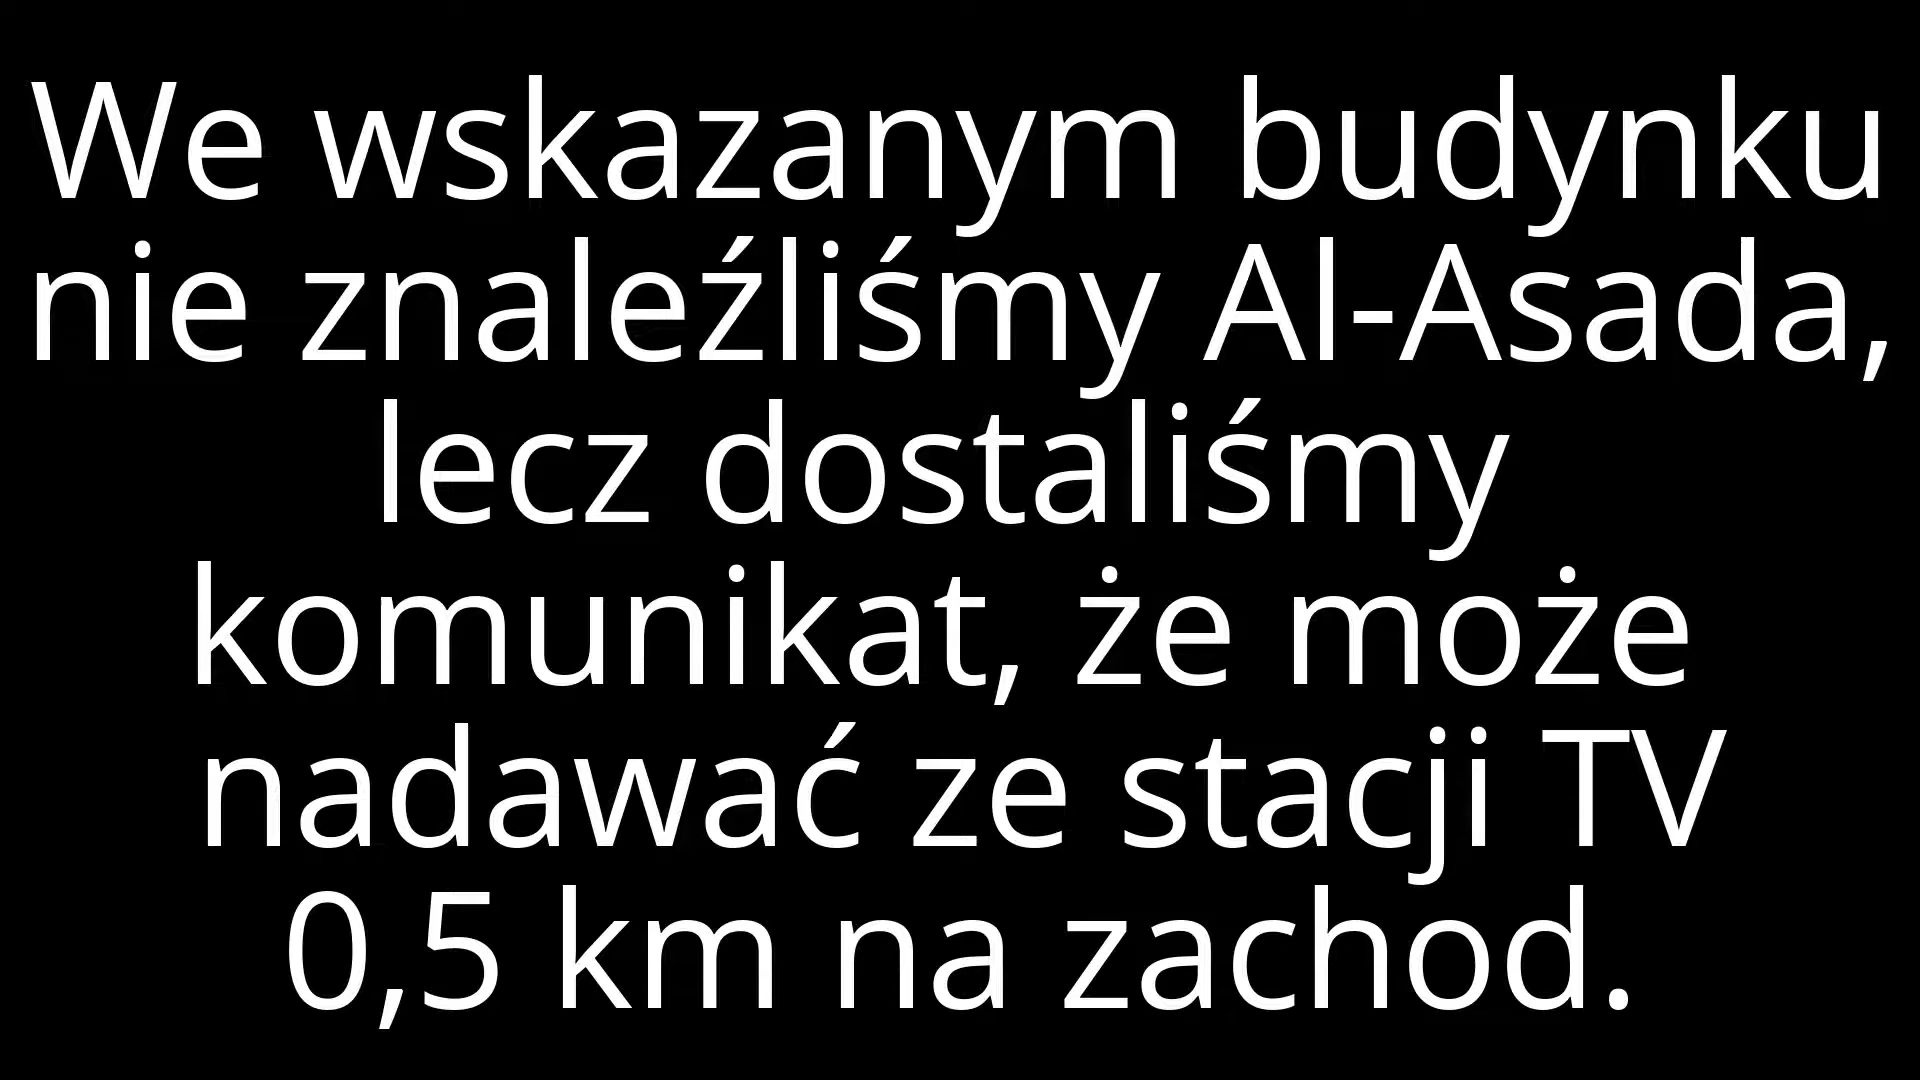 We wskazanym budynku
nie znaleźliśmy Al-Asada,
lecz dostaliśmy
komunikat, że może
nadawać ze stacji TV
0,5 km na zachod.